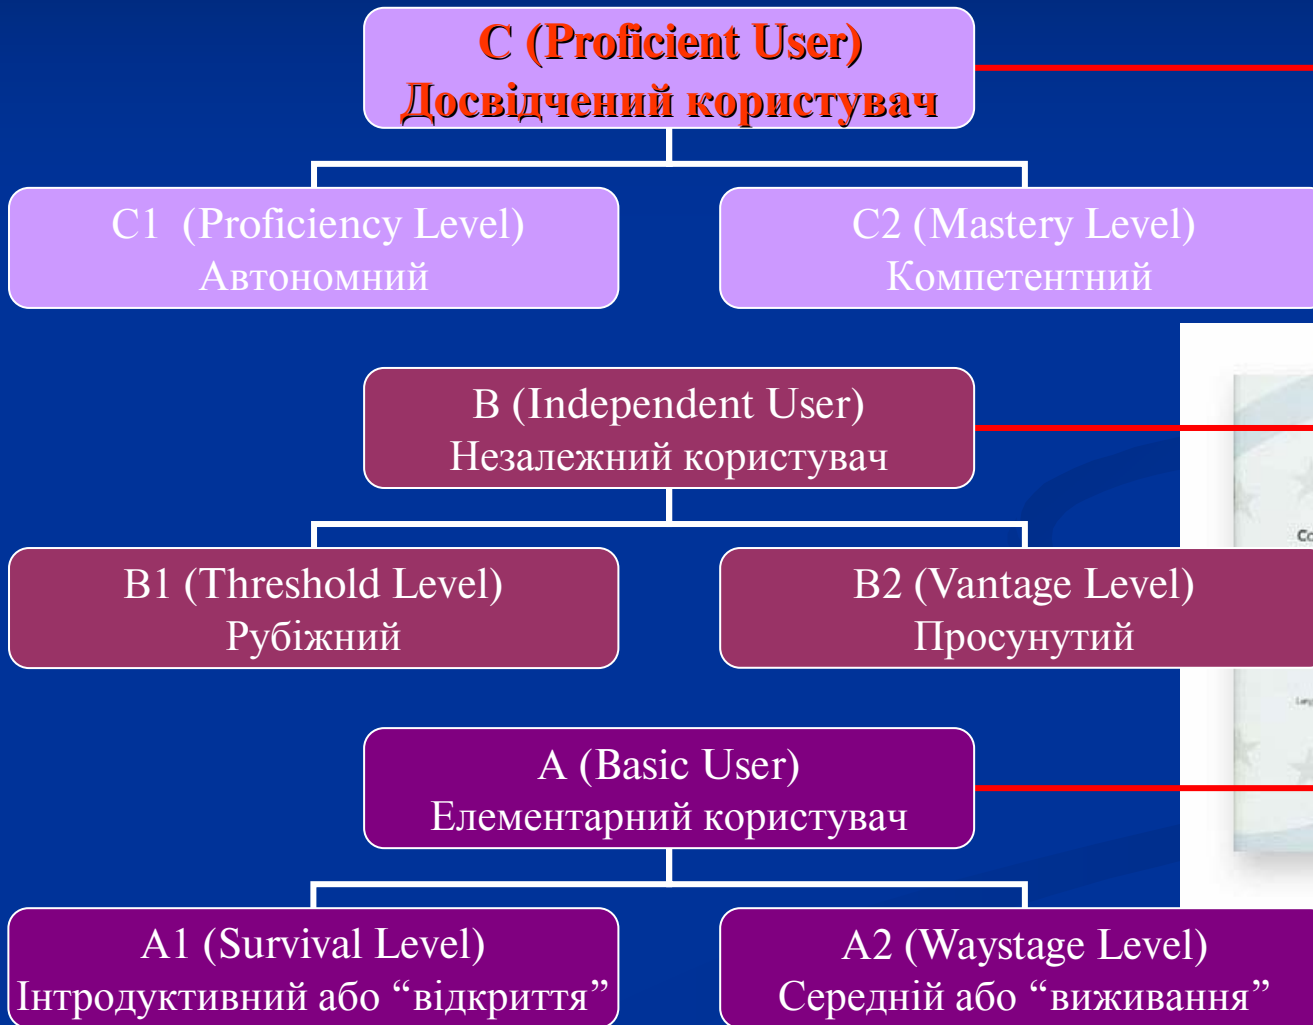 C (Proficient User)
Досвідчений користувач
C1 (Proficiency Level)
Автономний
C2 (Mastery Level)
Компетентний
B (Independent User)
Незалежний користувач
B1 (Threshold Level)
Рубіжний
B2 (Vantage Level)
Просунутий
A (Basic User)
Елементарний користувач
A1 (Survival Level)
Інтродуктивний або “відкриття”
A2 (Waystage Level)
Середній або “виживання”